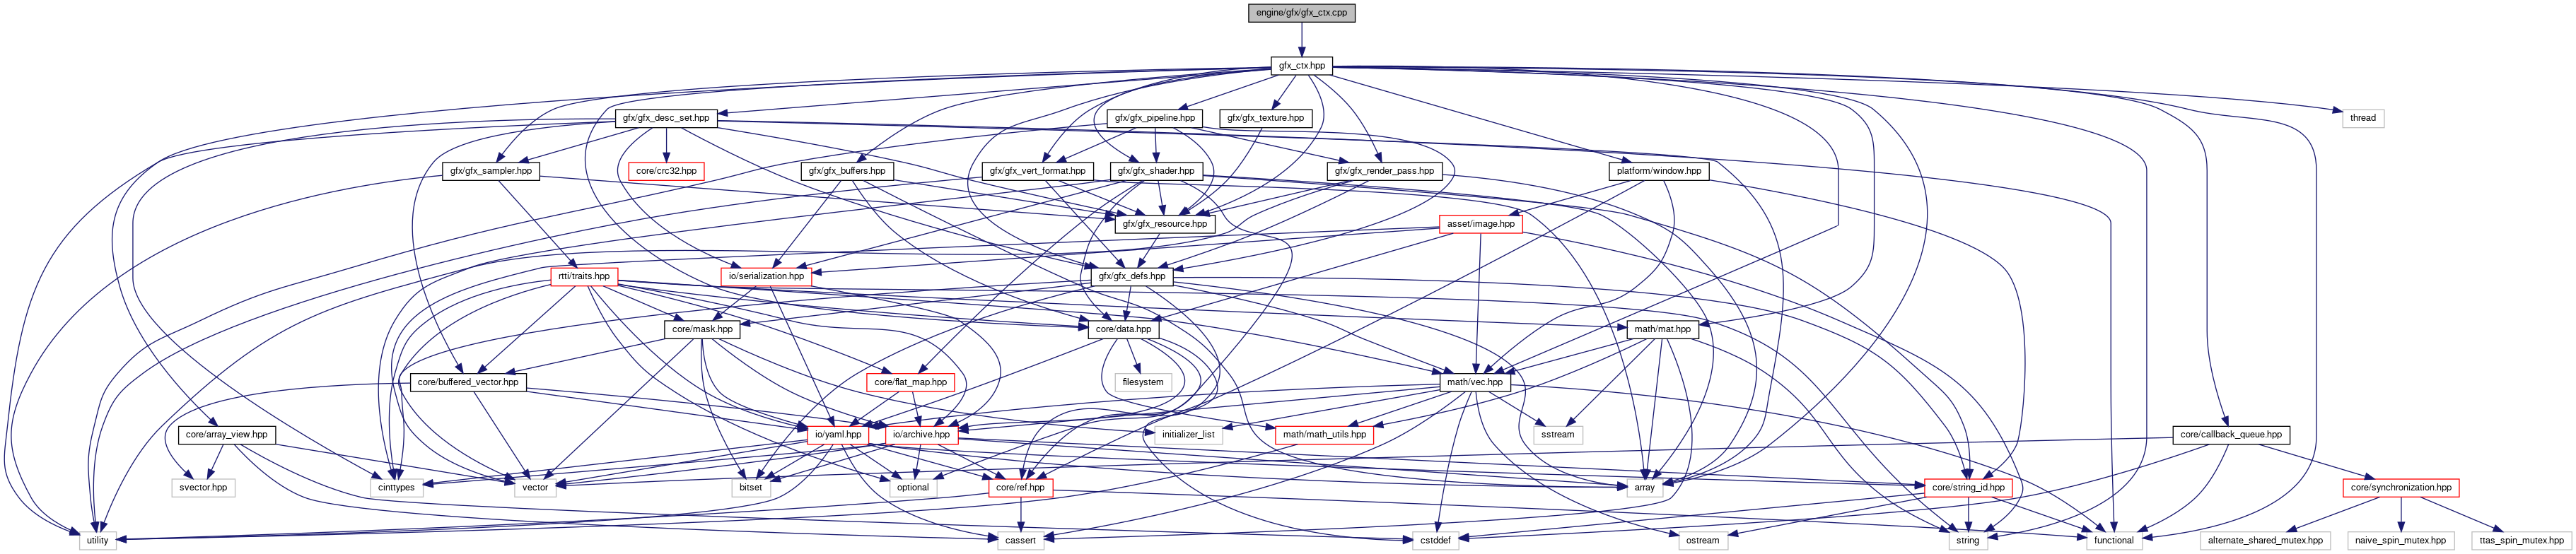 engine/gfx/gfx_ctx.cpp
gfx_ctx.hpp
gfx/gfx_desc_set.hpp
gfx/gfx_pipeline.hpp
gfx/gfx_texture.hpp
thread
gfx/gfx_sampler.hpp
core/crc32.hpp
gfx/gfx_buffers.hpp
gfx/gfx_vert_format.hpp
gfx/gfx_shader.hpp
gfx/gfx_render_pass.hpp
platform/window.hpp
gfx/gfx_resource.hpp
asset/image.hpp
rtti/traits.hpp
io/serialization.hpp
gfx/gfx_defs.hpp
core/mask.hpp
core/data.hpp
math/mat.hpp
core/buffered_vector.hpp
core/flat_map.hpp
filesystem
math/vec.hpp
core/array_view.hpp
io/yaml.hpp
io/archive.hpp
initializer_list
math/math_utils.hpp
sstream
core/callback_queue.hpp
svector.hpp
cinttypes
vector
bitset
optional
core/ref.hpp
array
core/string_id.hpp
core/synchronization.hpp
utility
cassert
cstddef
ostream
string
functional
alternate_shared_mutex.hpp
naive_spin_mutex.hpp
ttas_spin_mutex.hpp